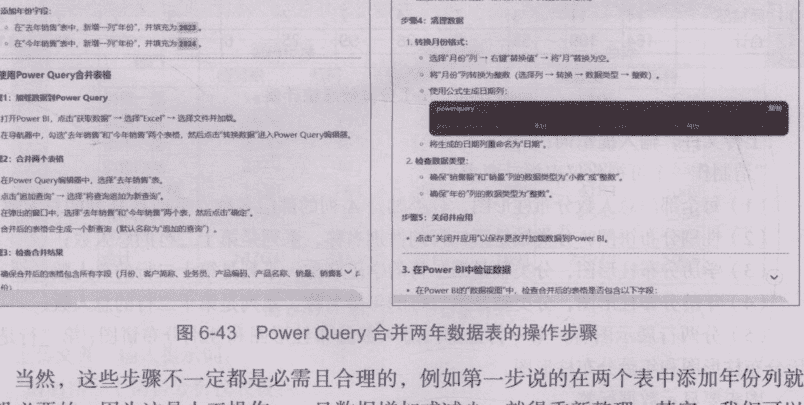 添加年份字段：
在“去年销售”表中，新增一列“年份”，并填充为 2023 。
在“今年销售”表中，新增一列“年份”，并填充为 2024 。
使用Power Query合并表格
1：加载数据到Power Query
打开Power BI，点击“获取数据” → 选择“Excel” → 选择文件并加载。
在导航器中，勾选“去年销售”和“今年销售”两个表格，然后点击“转换数据”进入Power Query编辑器。
2：合并两个表格
在Power Query编辑器中，选择“去年销售”表。
点击“追加查询” → 选择“将查询追加为新查询”。
在弹出的窗口中，选择“去年销售”和“今年销售”两个表，然后点击“确定”。
合并后的表格会生成一个新查询（默认名称为“追加的查询”）。
3：检查合并结果
确保合并后的表格包含所有字段（月份、客户简称、业务员、产品编码、产品名称、销量、销售
份）
步骤4：清理数据
1. 转换月份格式：
选择“月份”列 → 右键“替换值” → 将“月”替换为空。
将“月份”列转换为整数（选择列 → 转换 → 数据类型 → 整数）。
使用公式生成日期列：
powerquery 复制
将生成的日期列重命名为“日期”。
2. 检查数据类型：
确保“销售额”和“销量”列的数据类型为“小数”或“整数”。
确保“年份”列的数据类型为“整数”。
步骤5：关闭并应用
点击“关闭并应用”以保存更改并加载数据到Power BI。
3. 在Power BI中验证数据
在Power BI的“数据视图”中，检查合并后的表格是否包含以下字段：
图 6-43 Power Query 合并两年数据表的操作步骤
当然，这些步骤不一定都是必需且合理的，例如第一步说的在两个表中添加年份列就